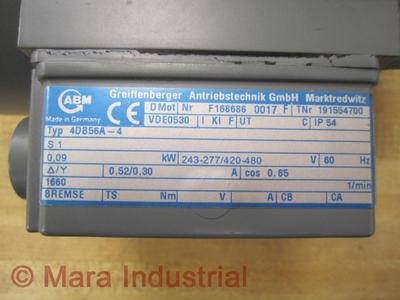 ABM
Made in Germany
CE
Greiffenberger Antriebstechnik GmbH Marktredwitz
D Mot Nr F168686 0017 F TNr 191554700
VDE0530 I Kl F UT C IP 54
Typ 4DB56A-4
S 1
0,09 kW 243-277/420-480 V 60 Hz
Δ/Y 0,52/0,30 A cos 0.65
1660 1/min
BREMSE TS Nm V A CB CA
© Mara Industrial